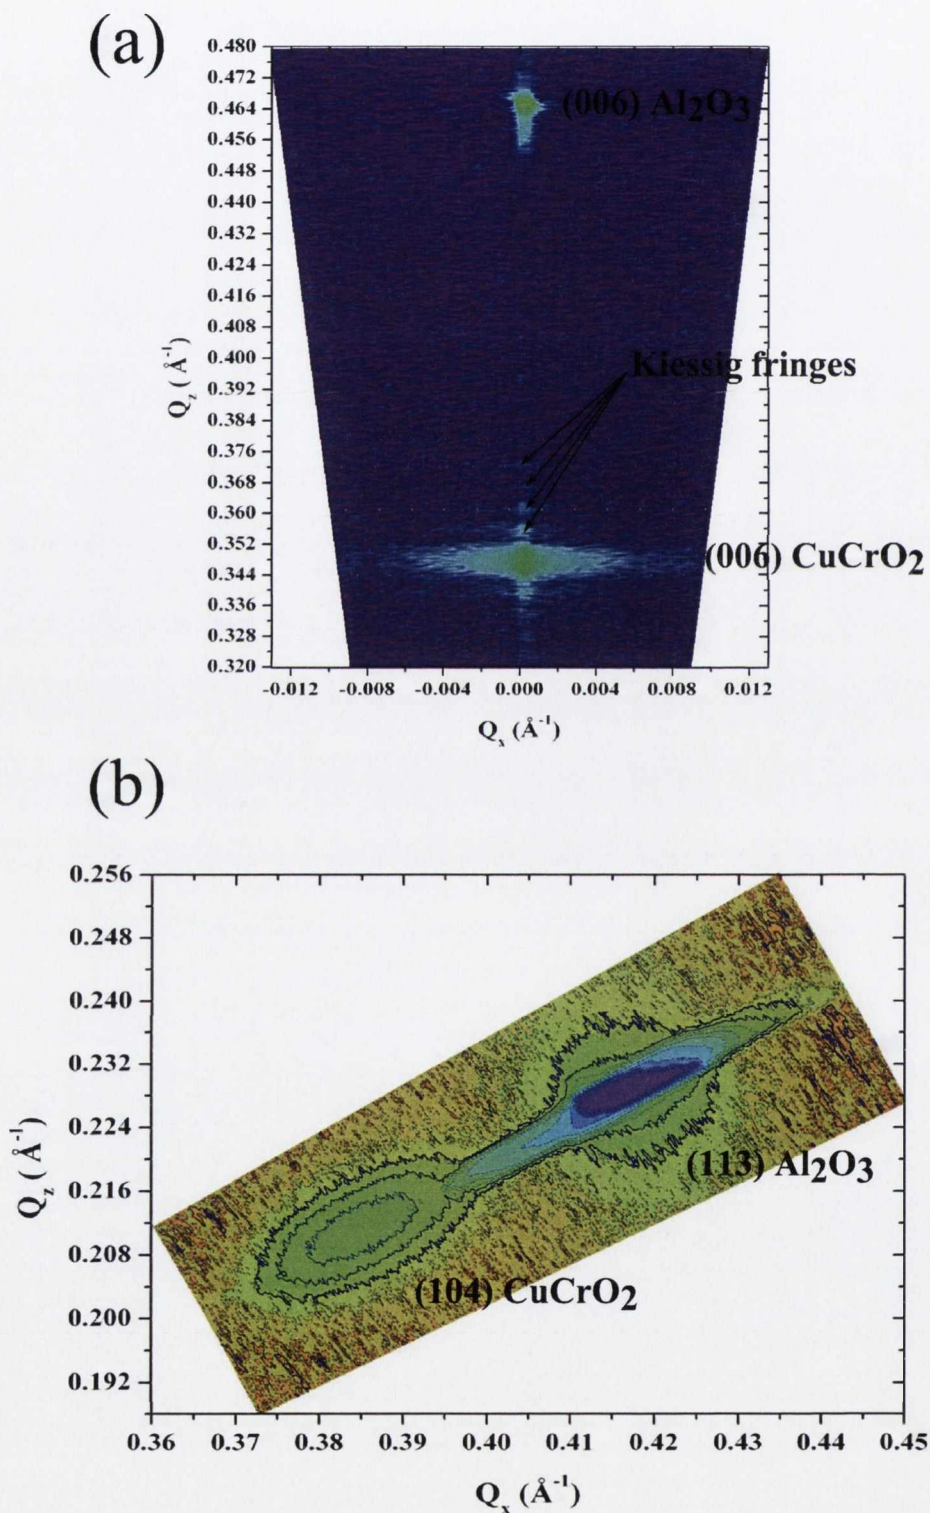 (a)
0.480
0.472
0.464
0.456
0.448
0.440
0.432
0.424
0.416
0.408
0.400
0.392
0.384
0.376
0.368
0.360
0.352
0.344
0.336
0.328
0.320
Qz ( Å-1)
(006) Al2O3
Kiessig fringes
(006) CuCrO2
-0.012 -0.008 -0.004 0.000 0.004 0.008 0.012
Qx (Å-1)
(b)
0.256
0.248
0.240
0.232
0.224
0.216
0.208
0.200
0.192
Qz ( Å-1)
(113) Al2O3
(104) CuCrO2
0.36 0.37 0.38 0.39 0.40 0.41 0.42 0.43 0.44 0.45
Qx (Å-1)